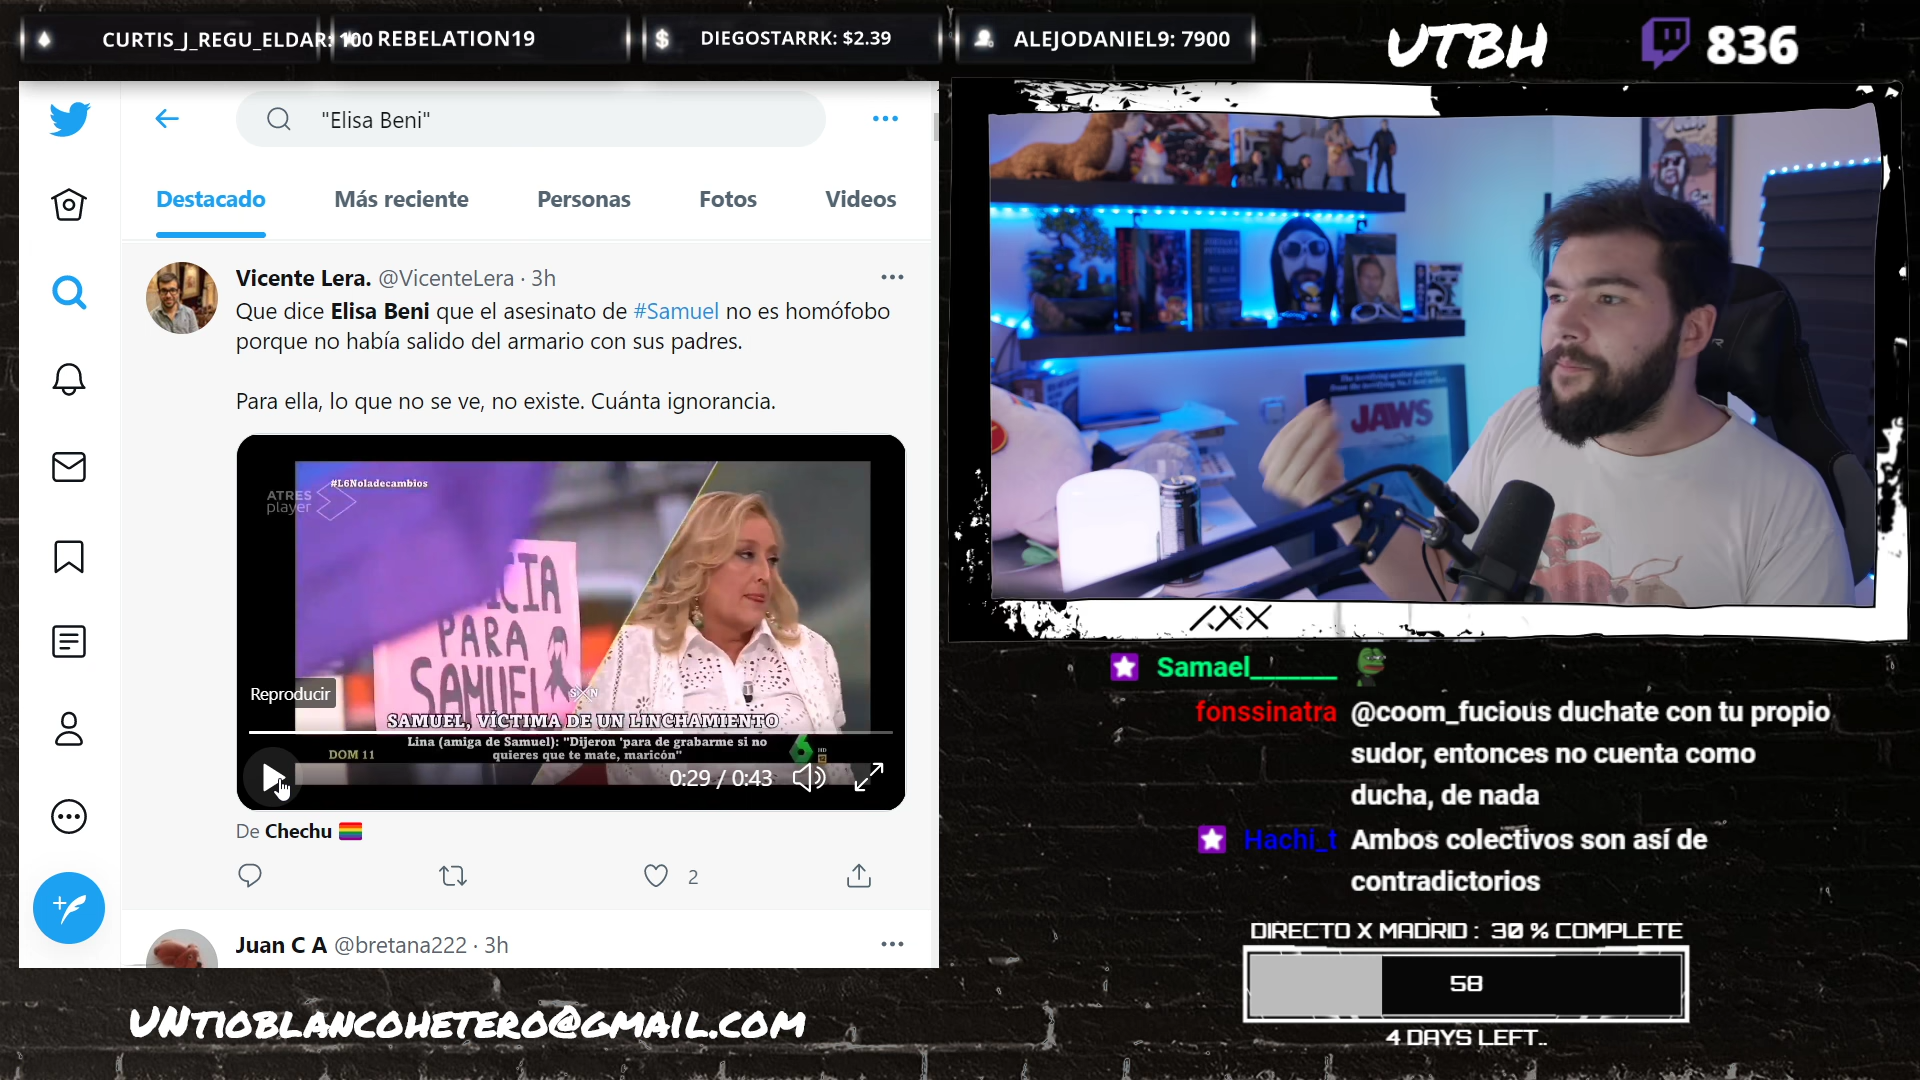 CURTIS_J_REGU_ELDAR: 100
REBELATION19
$ DIEGOSTARRK: $2.39
ALEJODANIEL9: 7900
UTBH
836
"Elisa Beni"
Destacado
Más reciente
Personas
Fotos
Videos
Vicente Lera. @VicenteLera · 3h
Que dice Elisa Beni que el asesinato de #Samuel no es homófobo
porque no había salido del armario con sus padres.
Para ella, lo que no se ve, no existe. Cuánta ignorancia.
#L6Noladecambios
ATRES
player
PARA
SAMUEL
Reproducir
SAMUEL, VÍCTIMA DE UN LINCHAMIENTO
Lina (amiga de Samuel): "Dijeron 'para de grabarme si no
quieres que te mate, maricón"
DOM 11
6
0:29 / 0:43
De Chechu
2
Juan C A @bretana222 · 3h
UNTIOBLANCOHETERO@GMAIL.COM
JAWS
Samael_______
fonssinatra @coom_fucious duchate con tu propio
sudor, entonces no cuenta como
ducha, de nada
Hachi_t Ambos colectivos son así de
contradictorios
DIRECTO X MADRID : 30 % COMPLETE
58
4 DAYS LEFT..